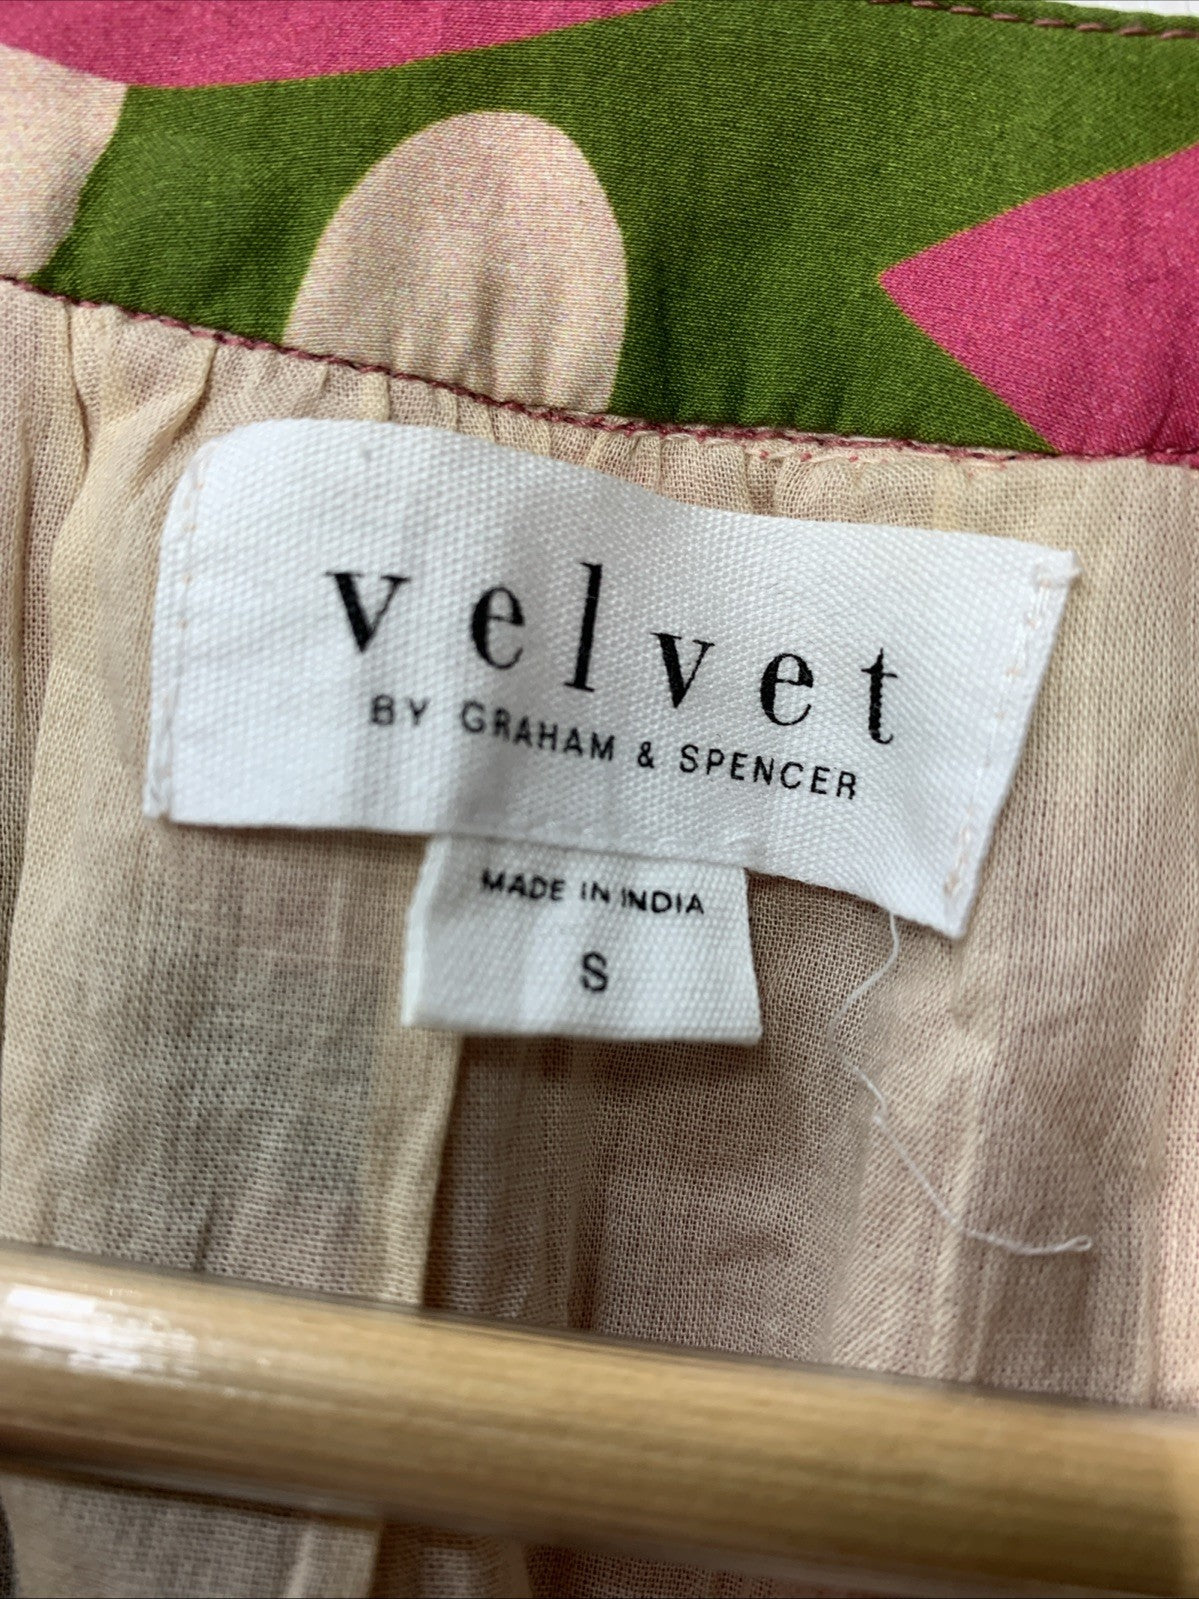 velvet
BY GRAHAM & SPENCER
MADE IN INDIA
S